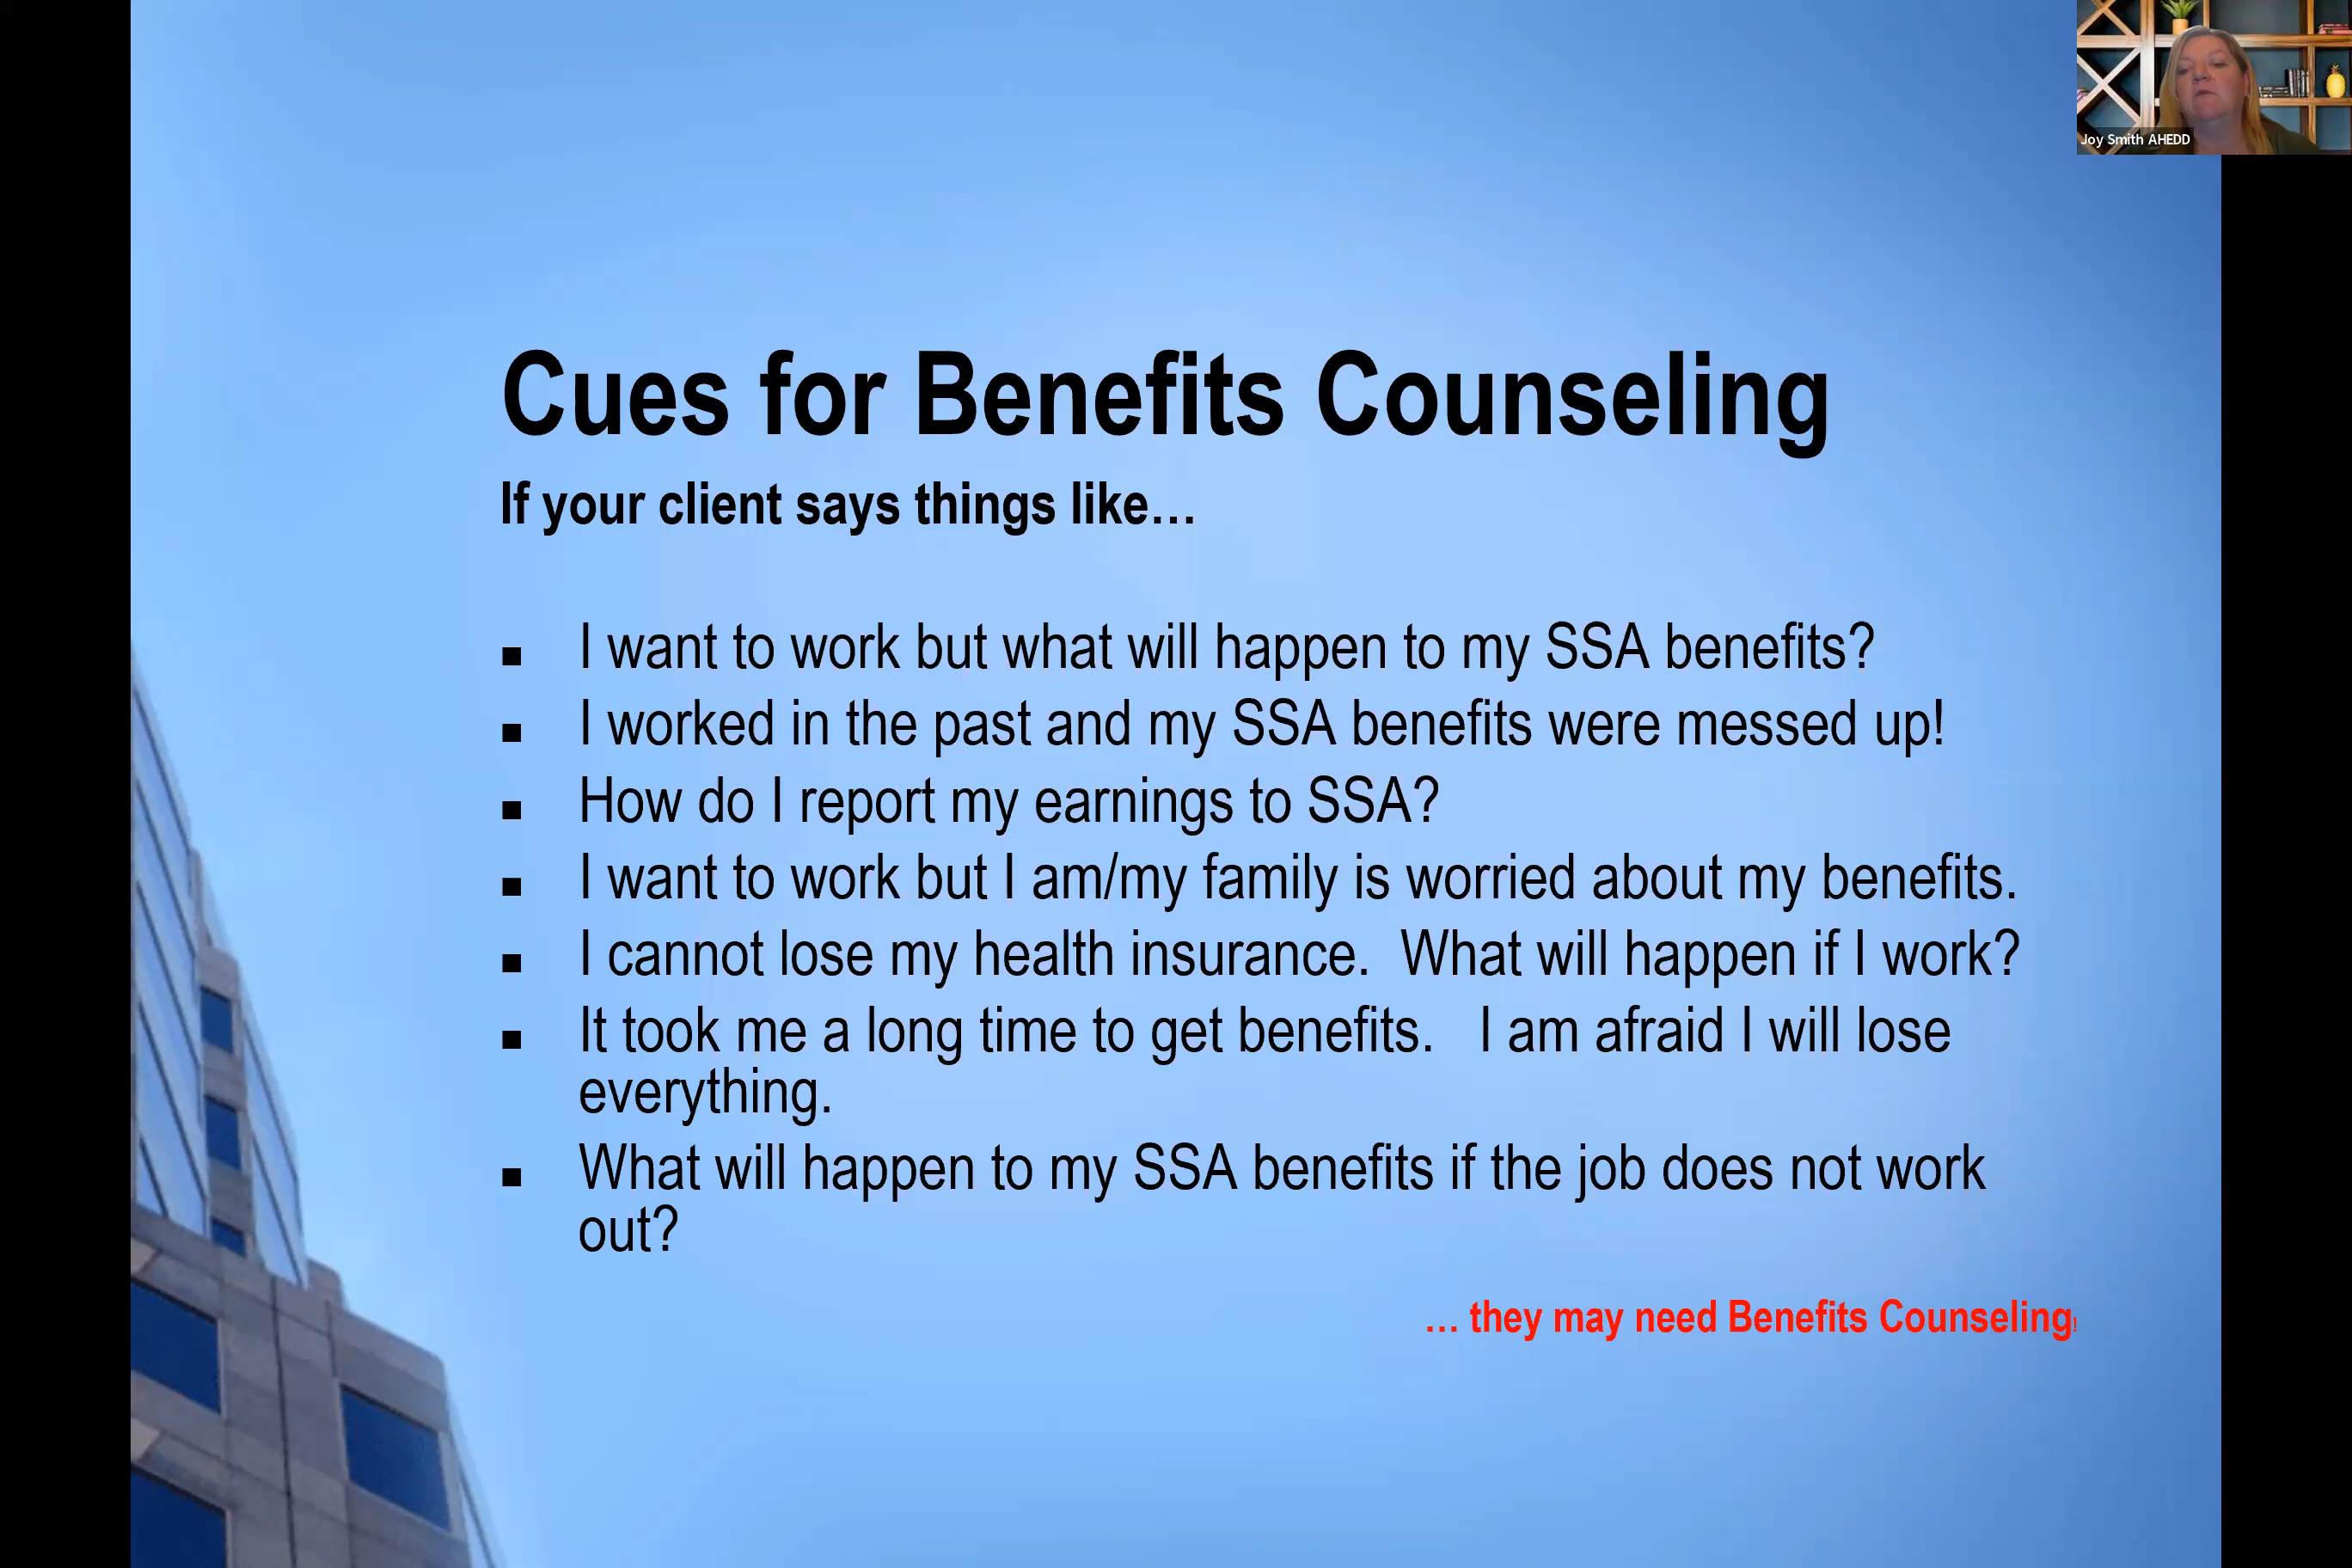 Joy Smith AHEDD
Cues for Benefits Counseling
If your client says things like…
■ I want to work but what will happen to my SSA benefits?
■ I worked in the past and my SSA benefits were messed up!
■ How do I report my earnings to SSA?
■ I want to work but I am/my family is worried about my benefits.
■ I cannot lose my health insurance.  What will happen if I work?
■ It took me a long time to get benefits.   I am afraid I will lose
everything.
■ What will happen to my SSA benefits if the job does not work
out?
… they may need Benefits Counseling!